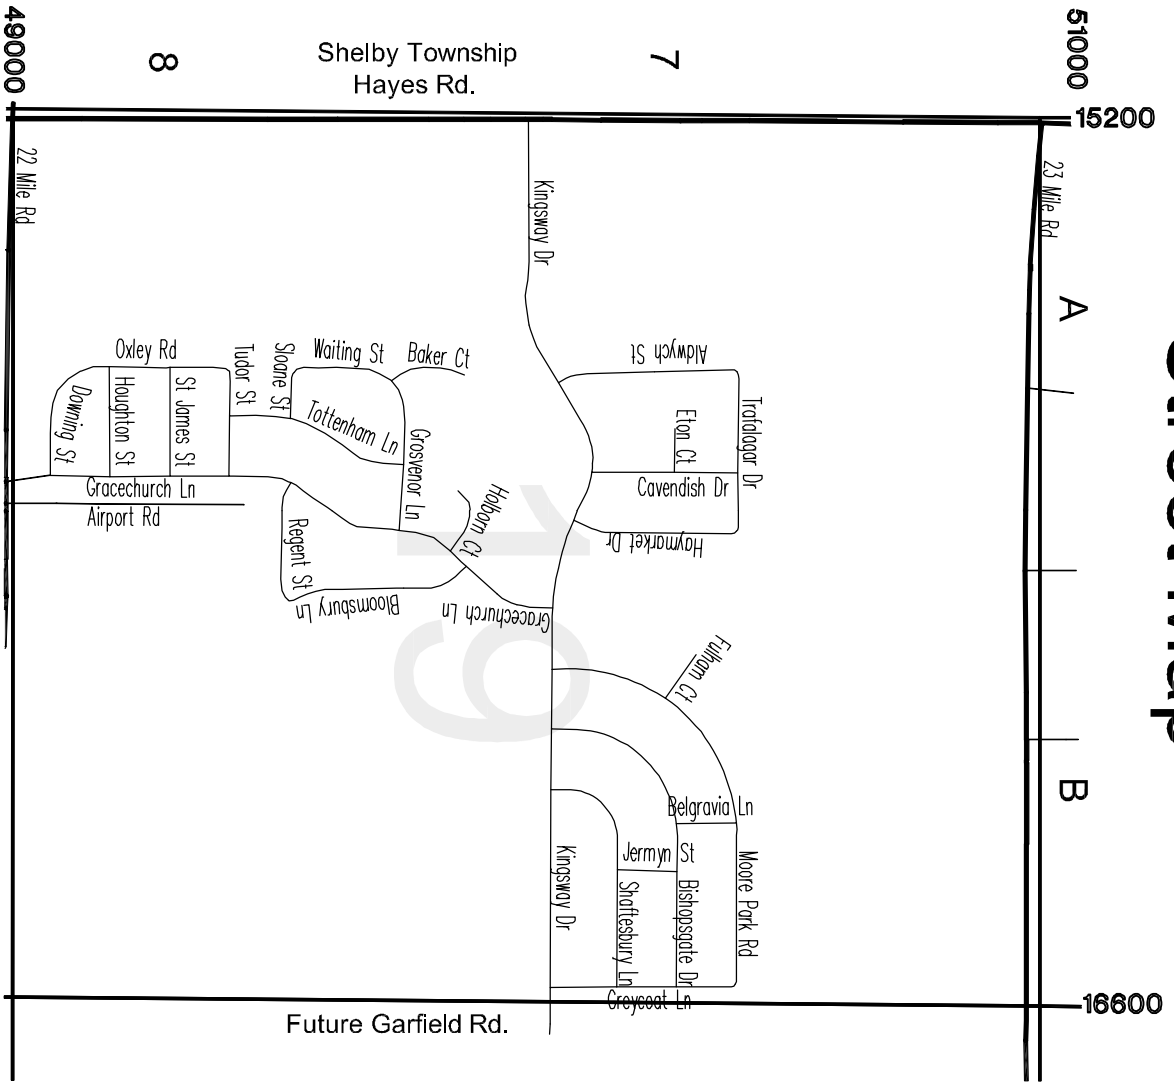 49000
8
Shelby Township
Hayes Rd.
7
51000
15200
22 Mile Rd
Kingsway Dr
23 Mile Rd
A
Oxley Rd
Tudor St
Sloane St
Waiting St
Baker Ct
Aldwych St
Downing St
Houghton St
St James St
Tottenham Ln
Grosvenor Ln
Eton Ct
Trafalagar Dr
Gracechurch Ln
Cavendish Dr
Airport Rd
Regent St
Holborn Ct
Haymarket Dr
19
Bloomsbury Ln
Gracechurch Ln
Fulham Ct
B
Belgravia Ln
Kingsway Dr
Jermyn St
Moore Park Rd
Shaftesbury Ln
Bishopsgate Dr
Greycoat Ln
16600
Future Garfield Rd.